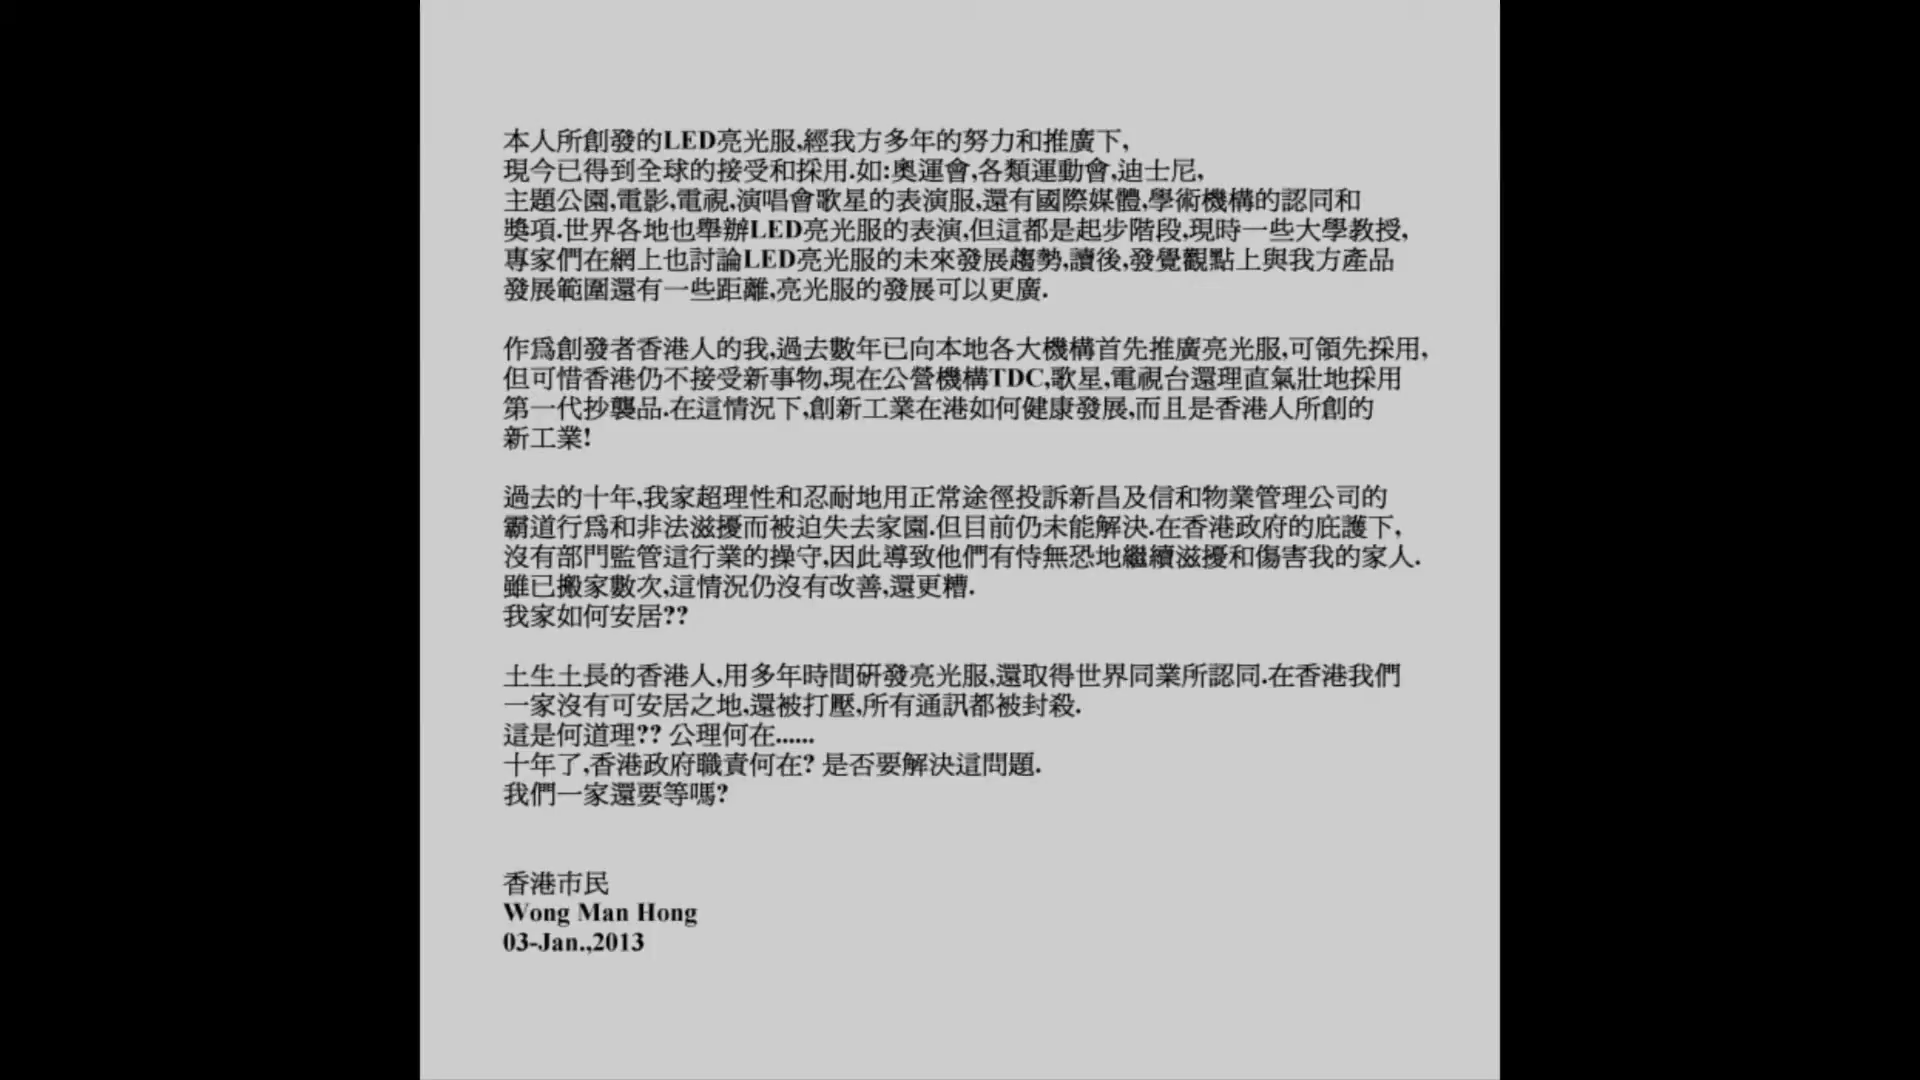 本人所創發的LED亮光服,經我方多年的努力和推廣下,
現今已得到全球的接受和採用.如:奧運會,各類運動會,迪士尼,
主題公園,電影,電視,演唱會歌星的表演服,還有國際媒體,學術機構的認同和
獎項.世界各地也舉辦LED亮光服的表演,但這都是起步階段,現時一些大學教授,
專家們在網上也討論LED亮光服的未來發展趨勢,讀後,發覺觀點上與我方產品
發展範圍還有一些距離,亮光服的發展可以更廣.
作爲創發者香港人的我,過去數年已向本地各大機構首先推廣亮光服,可領先採用,
但可惜香港仍不接受新事物,現在公營機構TDC,歌星,電視台還理直氣壯地採用
第一代抄襲品.在這情況下,創新工業在港如何健康發展,而且是香港人所創的
新工業!
過去的十年,我家超理性和忍耐地用正常途徑投訴新昌及信和物業管理公司的
霸道行爲和非法滋擾而被迫失去家園.但目前仍未能解決.在香港政府的庇護下,
沒有部門監管這行業的操守,因此導致他們有恃無恐地繼續滋擾和傷害我的家人.
雖已搬家數次,這情況仍沒有改善,還更糟.
我家如何安居??
土生土長的香港人,用多年時間研發亮光服,還取得世界同業所認同.在香港我們
一家沒有可安居之地,還被打壓,所有通訊都被封殺.
這是何道理?? 公理何在......
十年了,香港政府職責何在? 是否要解決這問題.
我們一家還要等嗎?
香港市民
Wong Man Hong
03-Jan.,2013